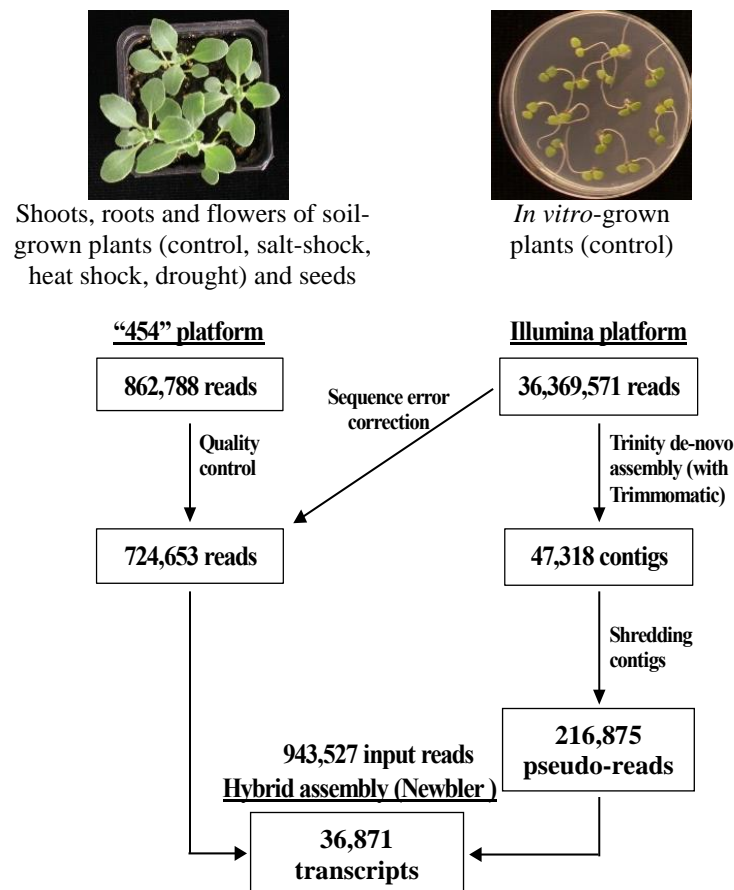 Shoots, roots and flowers of soil-
grown plants (control, salt-shock,
heat shock, drought) and seeds
In vitro-grown
plants (control)
“454” platform
862,788 reads
Illumina platform
36,369,571 reads
Sequence error
correction
Quality
control
Trinity de-novo
assembly (with
Trimmomatic)
724,653 reads
47,318 contigs
Shredding
contigs
216,875
pseudo-reads
943,527 input reads
Hybrid assembly (Newbler )
36,871
transcripts